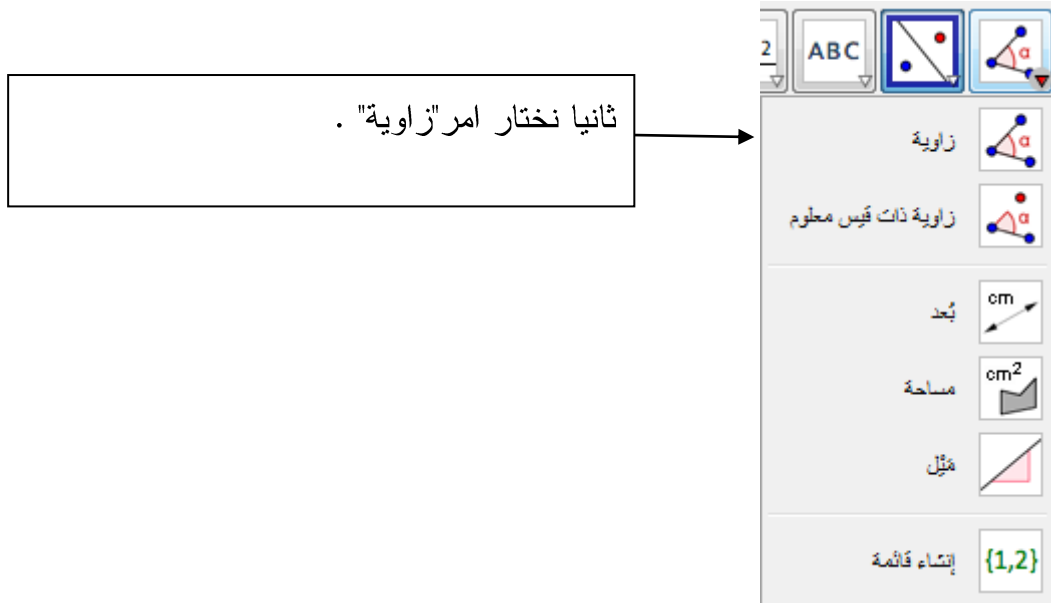 2
ABC
α
ثانيا نختار امر"زاوية" .
α
زاوية
α
زاوية ذات قيس معلوم
cm
بُعد
cm2
مساحة
مَيْل
{1,2}
إنشاء قائمة